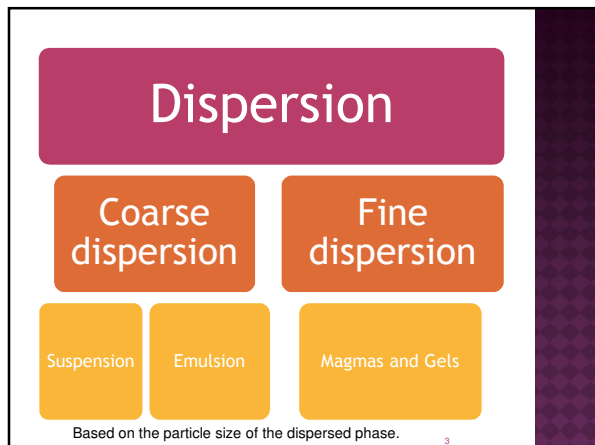 Dispersion
Coarse
dispersion
Fine
dispersion
Suspension
Emulsion
Magmas and Gels
Based on the particle size of the dispersed phase.
3